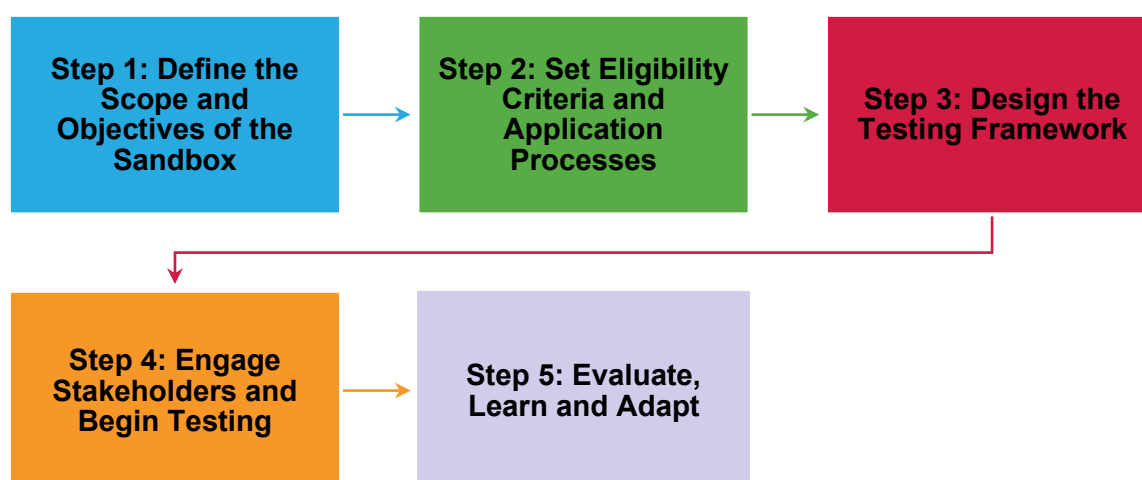 Step 1: Define the
Scope and
Objectives of the
Sandbox
Step 2: Set Eligibility
Criteria and
Application
Processes
Step 3: Design the
Testing Framework
Step 4: Engage
Stakeholders and
Begin Testing
Step 5: Evaluate,
Learn and Adapt